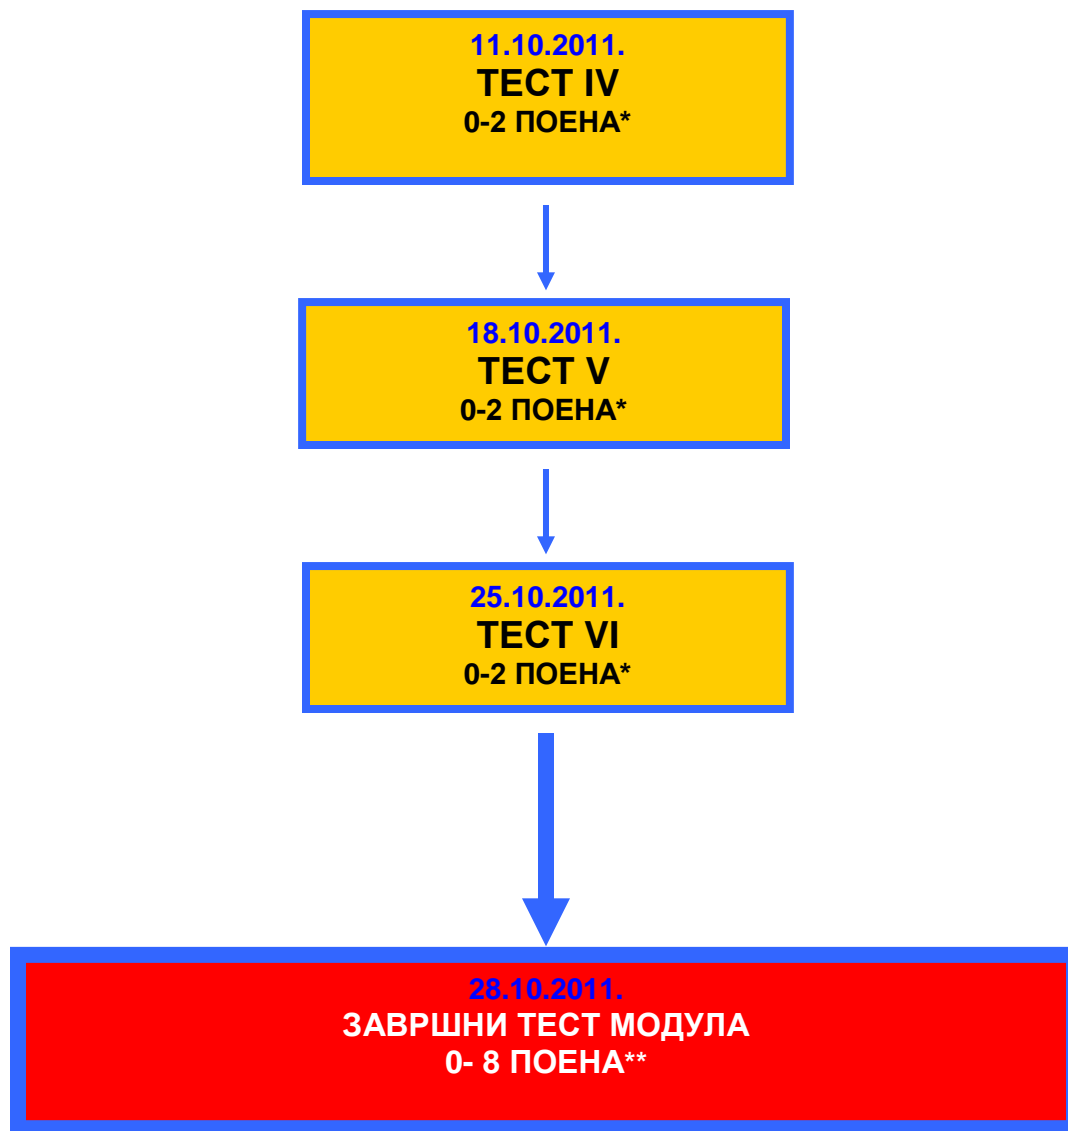 11.10.2011.
ТЕСТ IV
0-2 ПОЕНА*
18.10.2011.
ТЕСТ V
0-2 ПОЕНА*
25.10.2011.
ТЕСТ VI
0-2 ПОЕНА*
28.10.2011.
ЗАВРШНИ ТЕСТ МОДУЛА
0- 8 ПОЕНА**